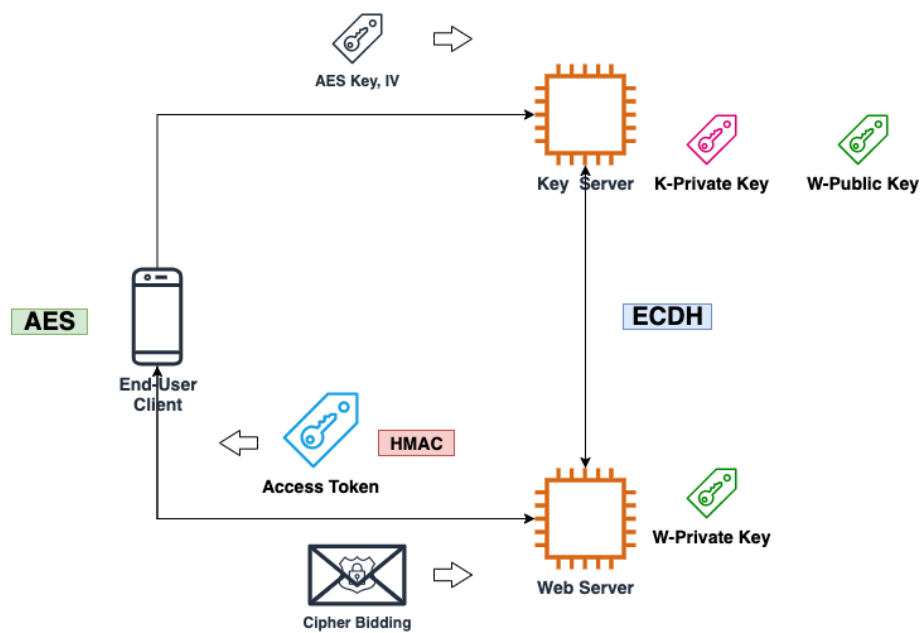 AES Key, IV
Key Server
K-Private Key
W-Public Key
AES
ECDH
End-User
Client
HMAC
Access Token
W-Private Key
Web Server
Cipher Bidding